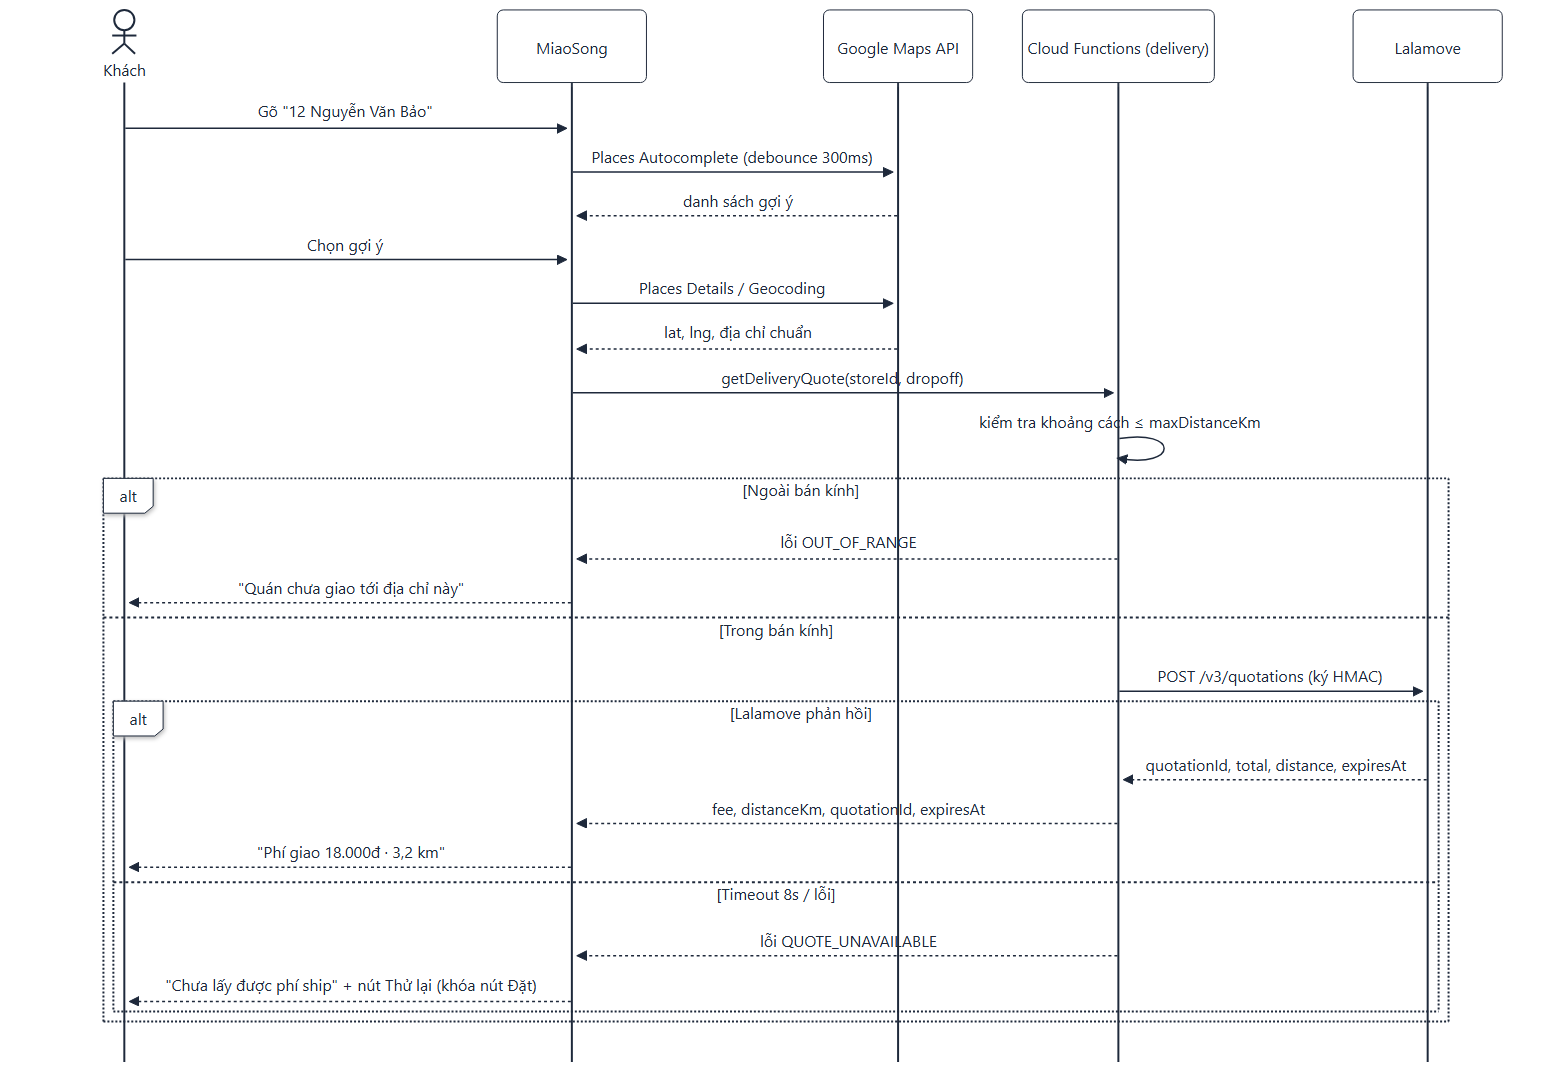 Khách
MiaoSong
Google Maps API
Cloud Functions (delivery)
Lalamove
Gõ "12 Nguyễn Văn Bảo"
Places Autocomplete (debounce 300ms)
danh sách gợi ý
Chọn gợi ý
Places Details / Geocoding
lat, lng, địa chỉ chuẩn
getDeliveryQuote(storeId, dropoff)
kiểm tra khoảng cách ≤ maxDistanceKm
alt
[Ngoài bán kính]
lỗi OUT_OF_RANGE
"Quán chưa giao tới địa chỉ này"
[Trong bán kính]
POST /v3/quotations (ký HMAC)
alt
[Lalamove phản hồi]
quotationId, total, distance, expiresAt
fee, distanceKm, quotationId, expiresAt
"Phí giao 18.000đ · 3,2 km"
[Timeout 8s / lỗi]
lỗi QUOTE_UNAVAILABLE
"Chưa lấy được phí ship" + nút Thử lại (khóa nút Đặt)